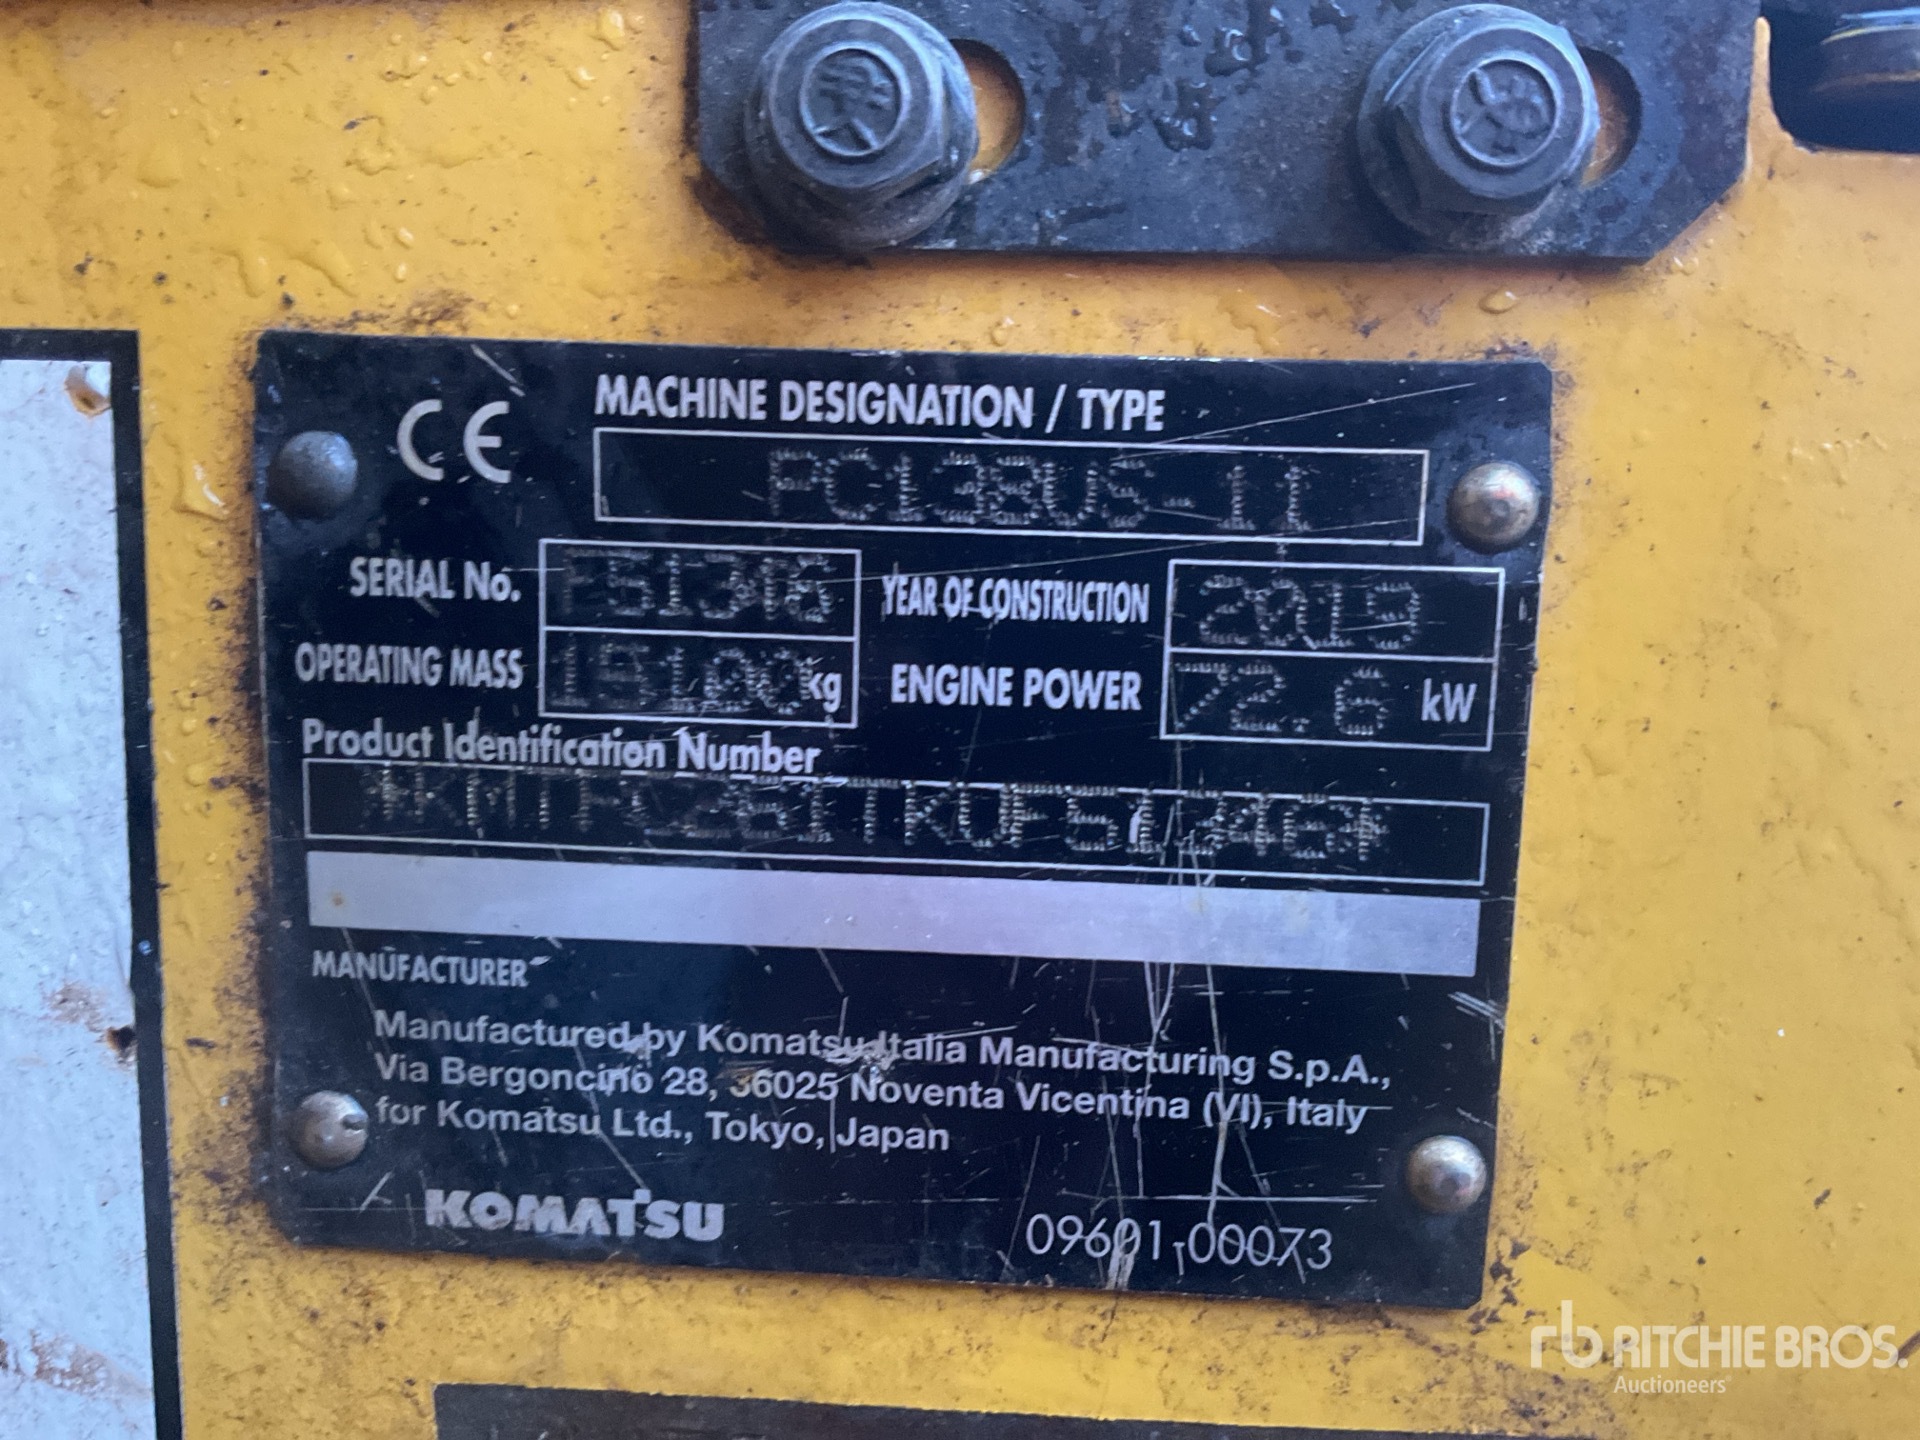 CE
MACHINE DESIGNATION / TYPE
PC138US-11
SERIAL No.
YEAR OF CONSTRUCTION
OPERATING MASS
kg
ENGINE POWER
72.6 kW
Product Identification Number
MANUFACTURER
Manufactured by Komatsu Italia Manufacturing S.p.A.,
Via Bergoncino 28, 36025 Noventa Vicentina (VI), Italy
for Komatsu Ltd., Tokyo, Japan
KOMATSU
09601-00073
rb RITCHIE BROS.
Auctioneers